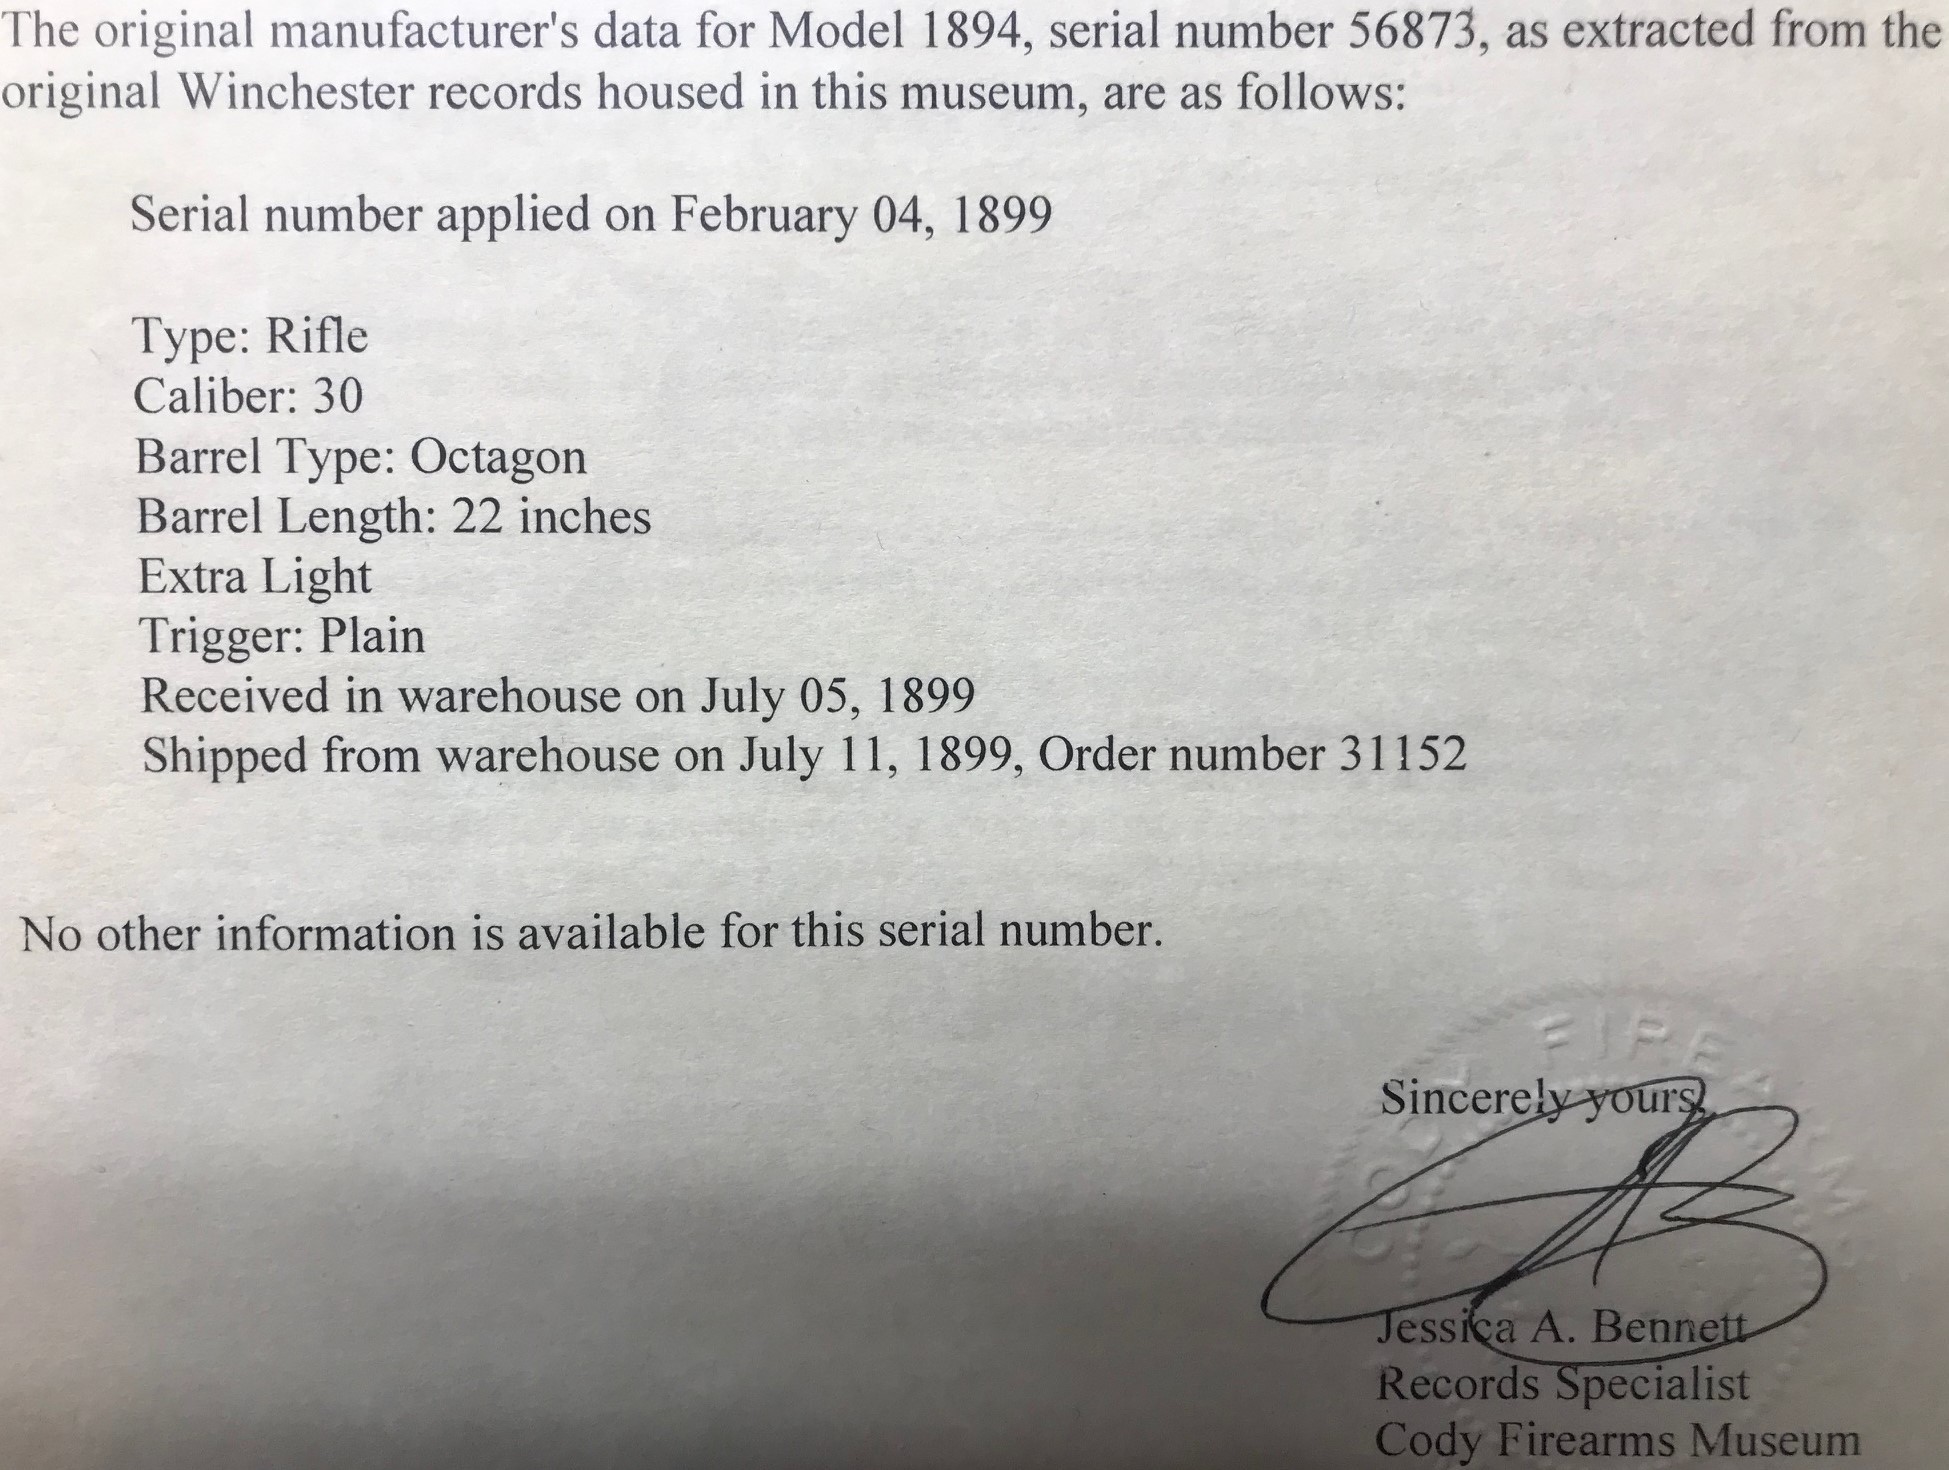 The original manufacturer's data for Model 1894, serial number 56873, as extracted from the
original Winchester records housed in this museum, are as follows:
Serial number applied on February 04, 1899
Type: Rifle
Caliber: 30
Barrel Type: Octagon
Barrel Length: 22 inches
Extra Light
Trigger: Plain
Received in warehouse on July 05, 1899
Shipped from warehouse on July 11, 1899, Order number 31152
No other information is available for this serial number.
Sincerely yours,
Jessica A. Bennett
Records Specialist
Cody Firearms Museum